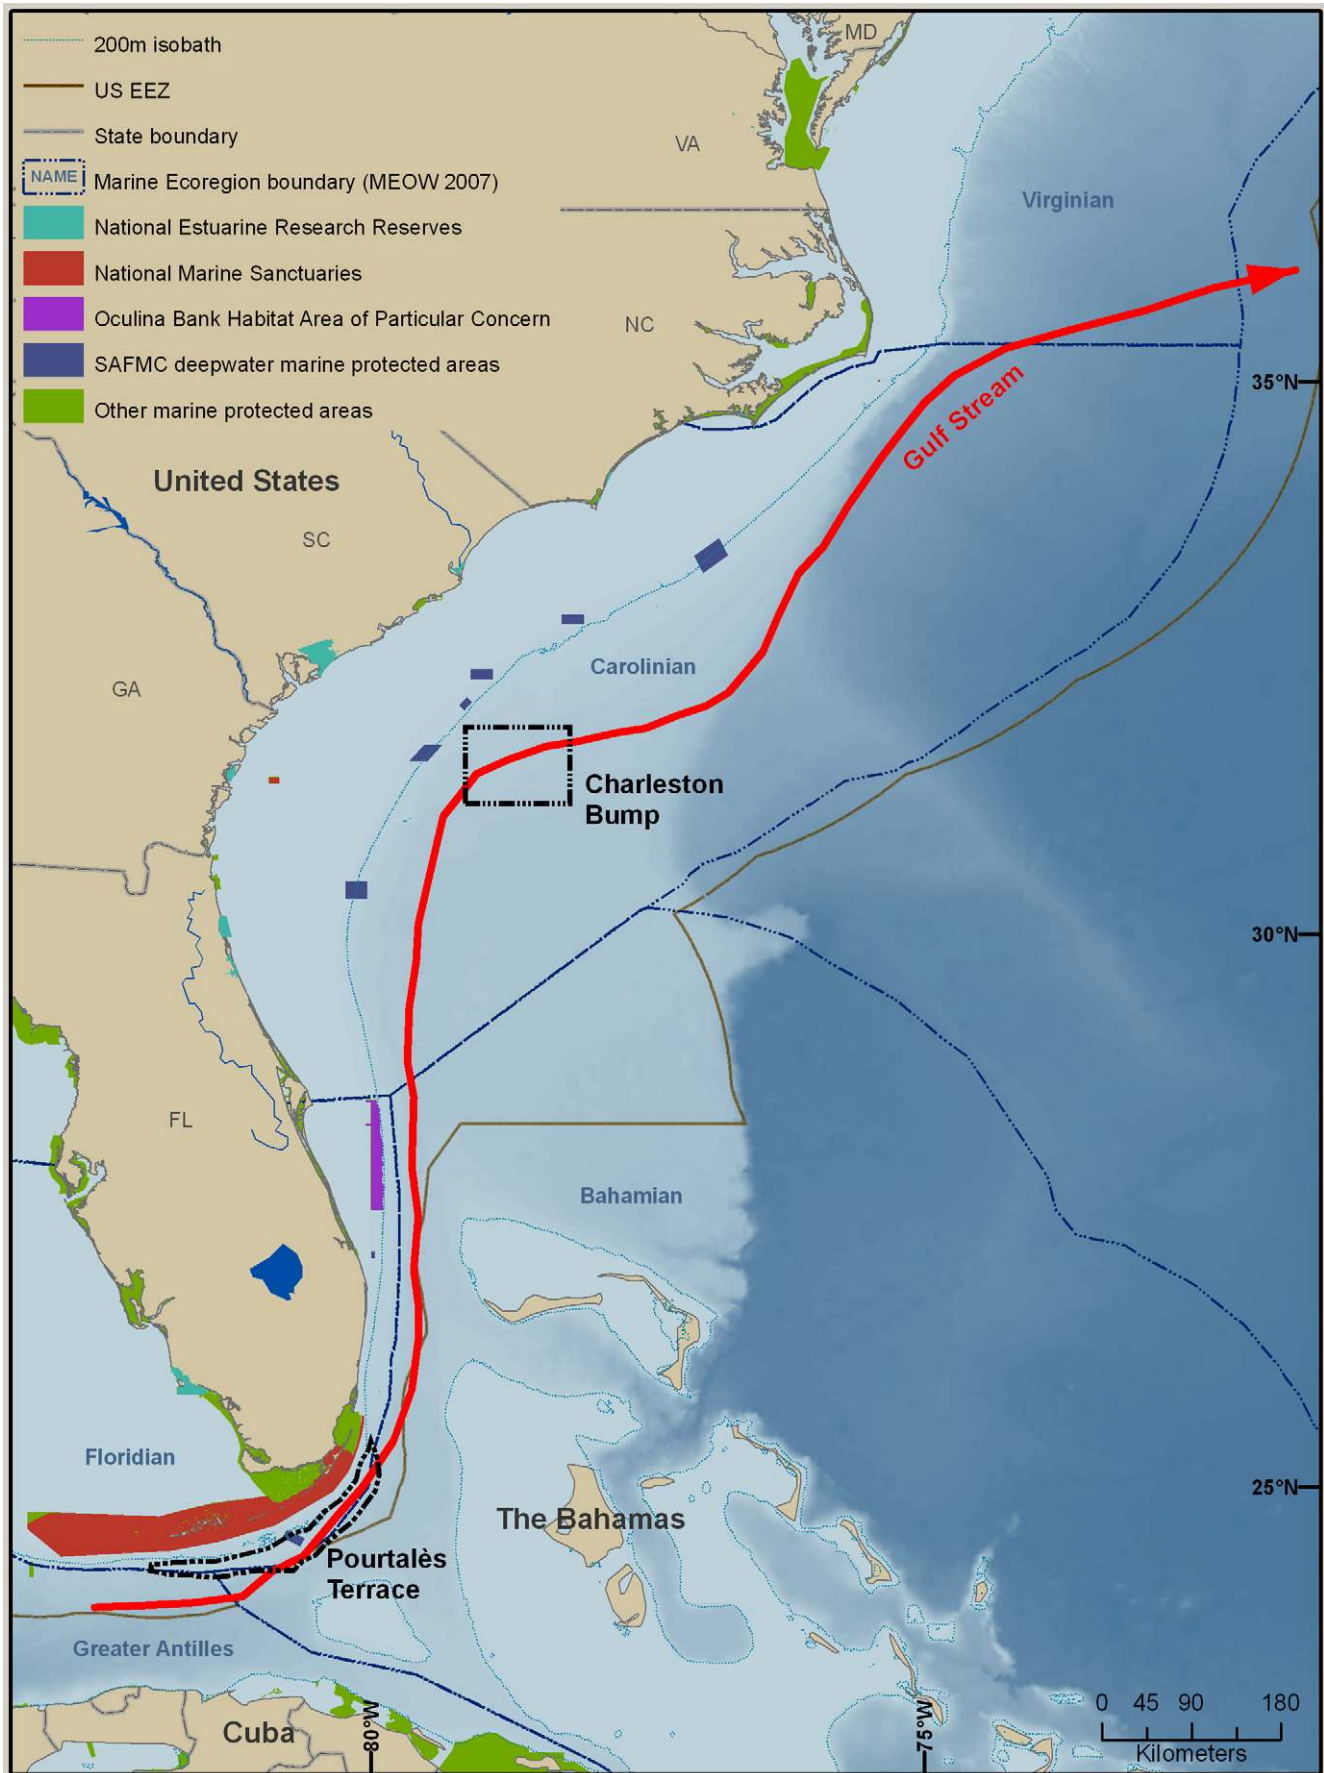 200m isobath
US EEZ
State boundary
NAME
Marine Ecoregion boundary (MEOW 2007)
National Estuarine Research Reserves
National Marine Sanctuaries
Oculina Bank Habitat Area of Particular Concern
SAFMC deepwater marine protected areas
Other marine protected areas
MD
VA
Virginian
NC
35°N
Gulf Stream
United States
SC
Carolinian
GA
Charleston
Bump
30°N
FL
Bahamian
Floridian
25°N
The Bahamas
Pourtalès
Terrace
Greater Antilles
Cuba
80°W
75°W
0 45 90 180
Kilometers